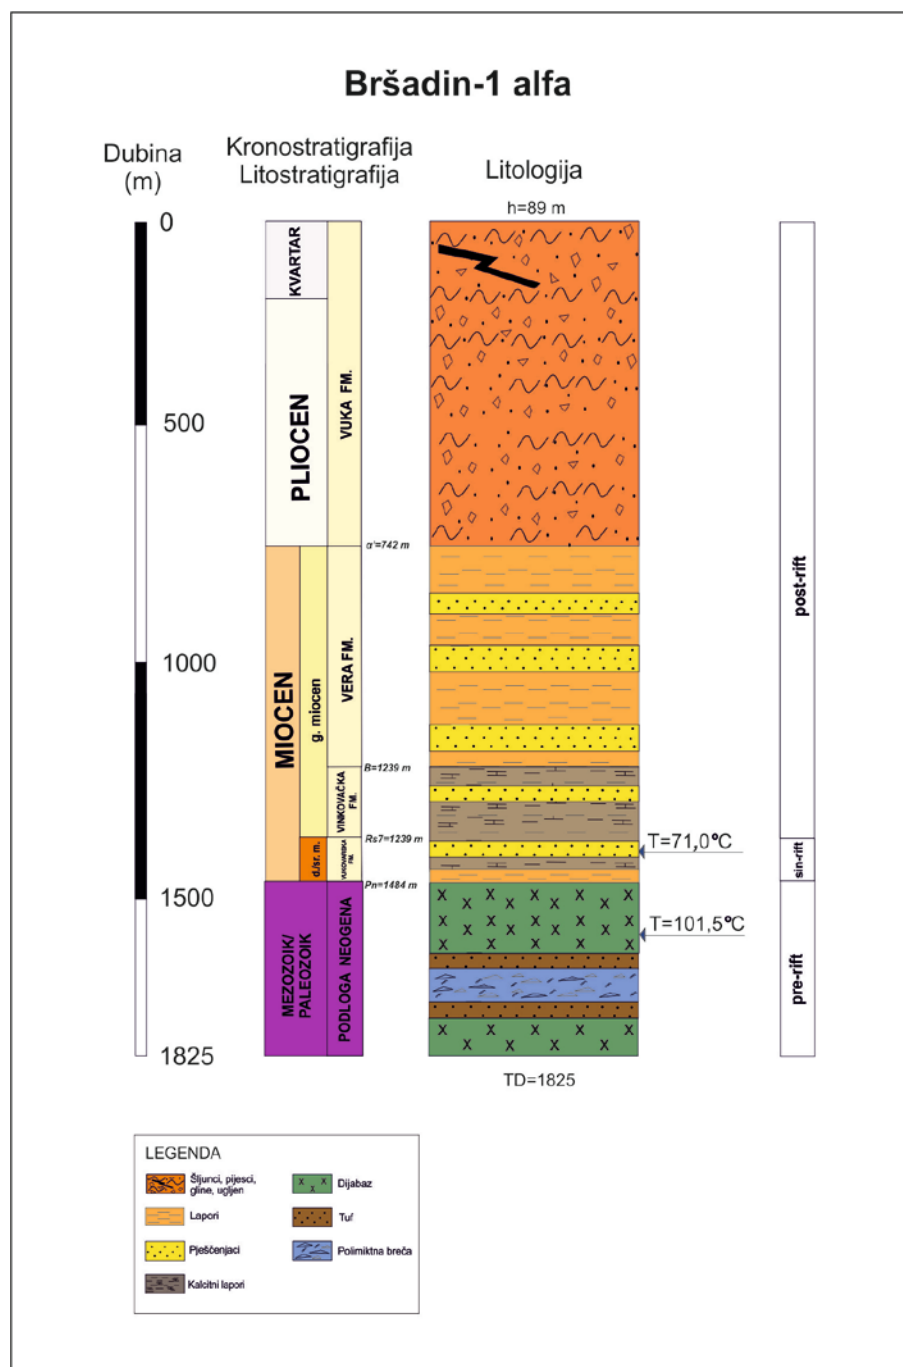 Bršadin-1 alfa
Dubina
(m)
Kronostratigrafija
Litostratigrafija
Litologija
h=89 m
0
500
1000
1500
1825
KVARTAR
PLIOCEN
MIOCEN
g. miocen
d./sr. m.
MEZOZOIK/
PALEOZOIK
VUKA FM.
VERA FM.
VINKOVAČKA
FM.
VUKOVARSKA
FM.
PODLOGA NEOGENA
α'=742 m
B=1239 m
Rs7=1239 m
Pn=1484 m
T=71,0°C
T=101,5°C
post-rift
sin-rift
pre-rift
TD=1825
LEGENDA
Šljunci, pijesci,
gline, ugljen
Lapori
Pješčenjaci
Kalcitni lapori
Dijabaz
Tuf
Polimiktna breča